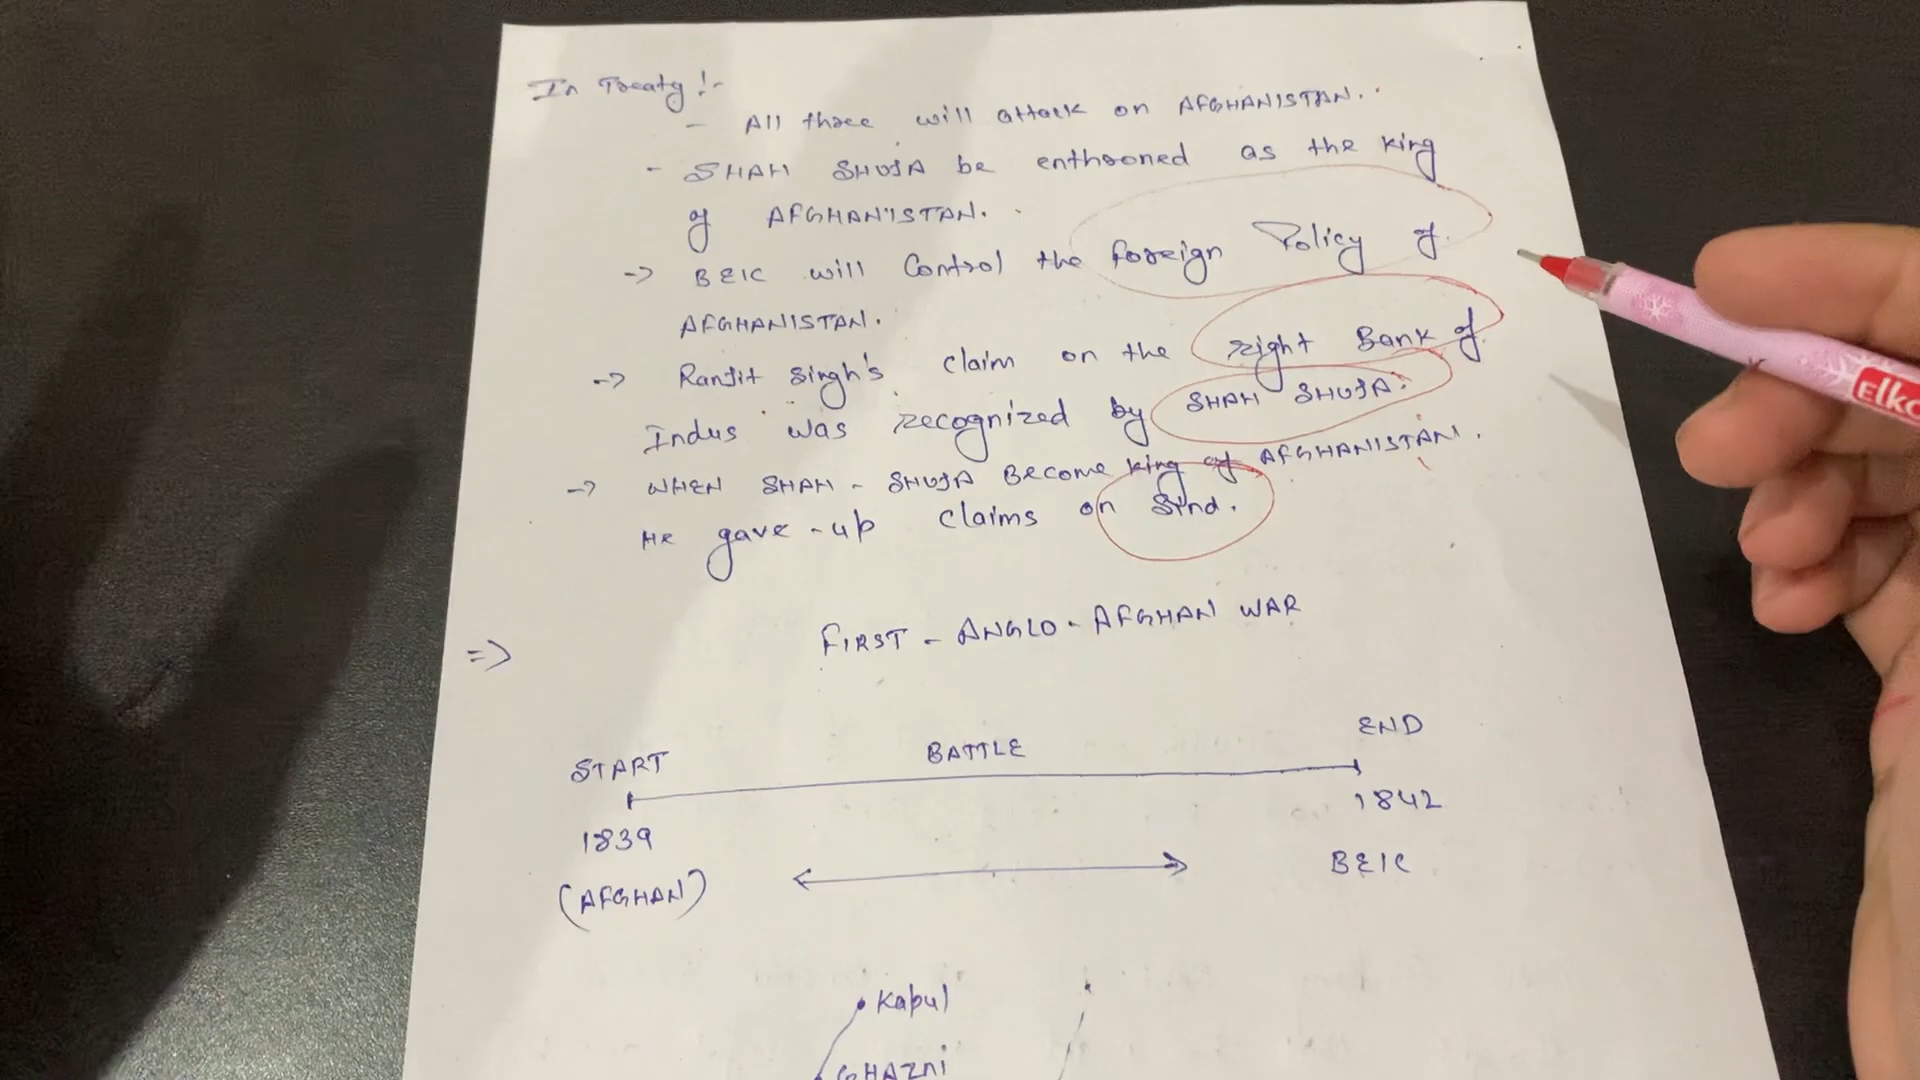 In Treaty :-
- All three will attack on AFGHANISTAN..
- SHAH SHUJA be enthroned as the king
of AFGHANISTAN.
-> BEIC will Control the foreign Policy of
AFGHANISTAN.
-> Ranjit Singh's claim on the right Bank of
Indus was recognized by SHAH SHUJA.
-> WHEN SHAH - SHUJA BECOME king of AFGHANISTAN.
HE gave-up claims on Sind.
=> FIRST - ANGLO - AFGHAN WAR
START BATTLE END
1839 1842
(AFGHAN) BEIC
Kabul
GHAZNI
Elko